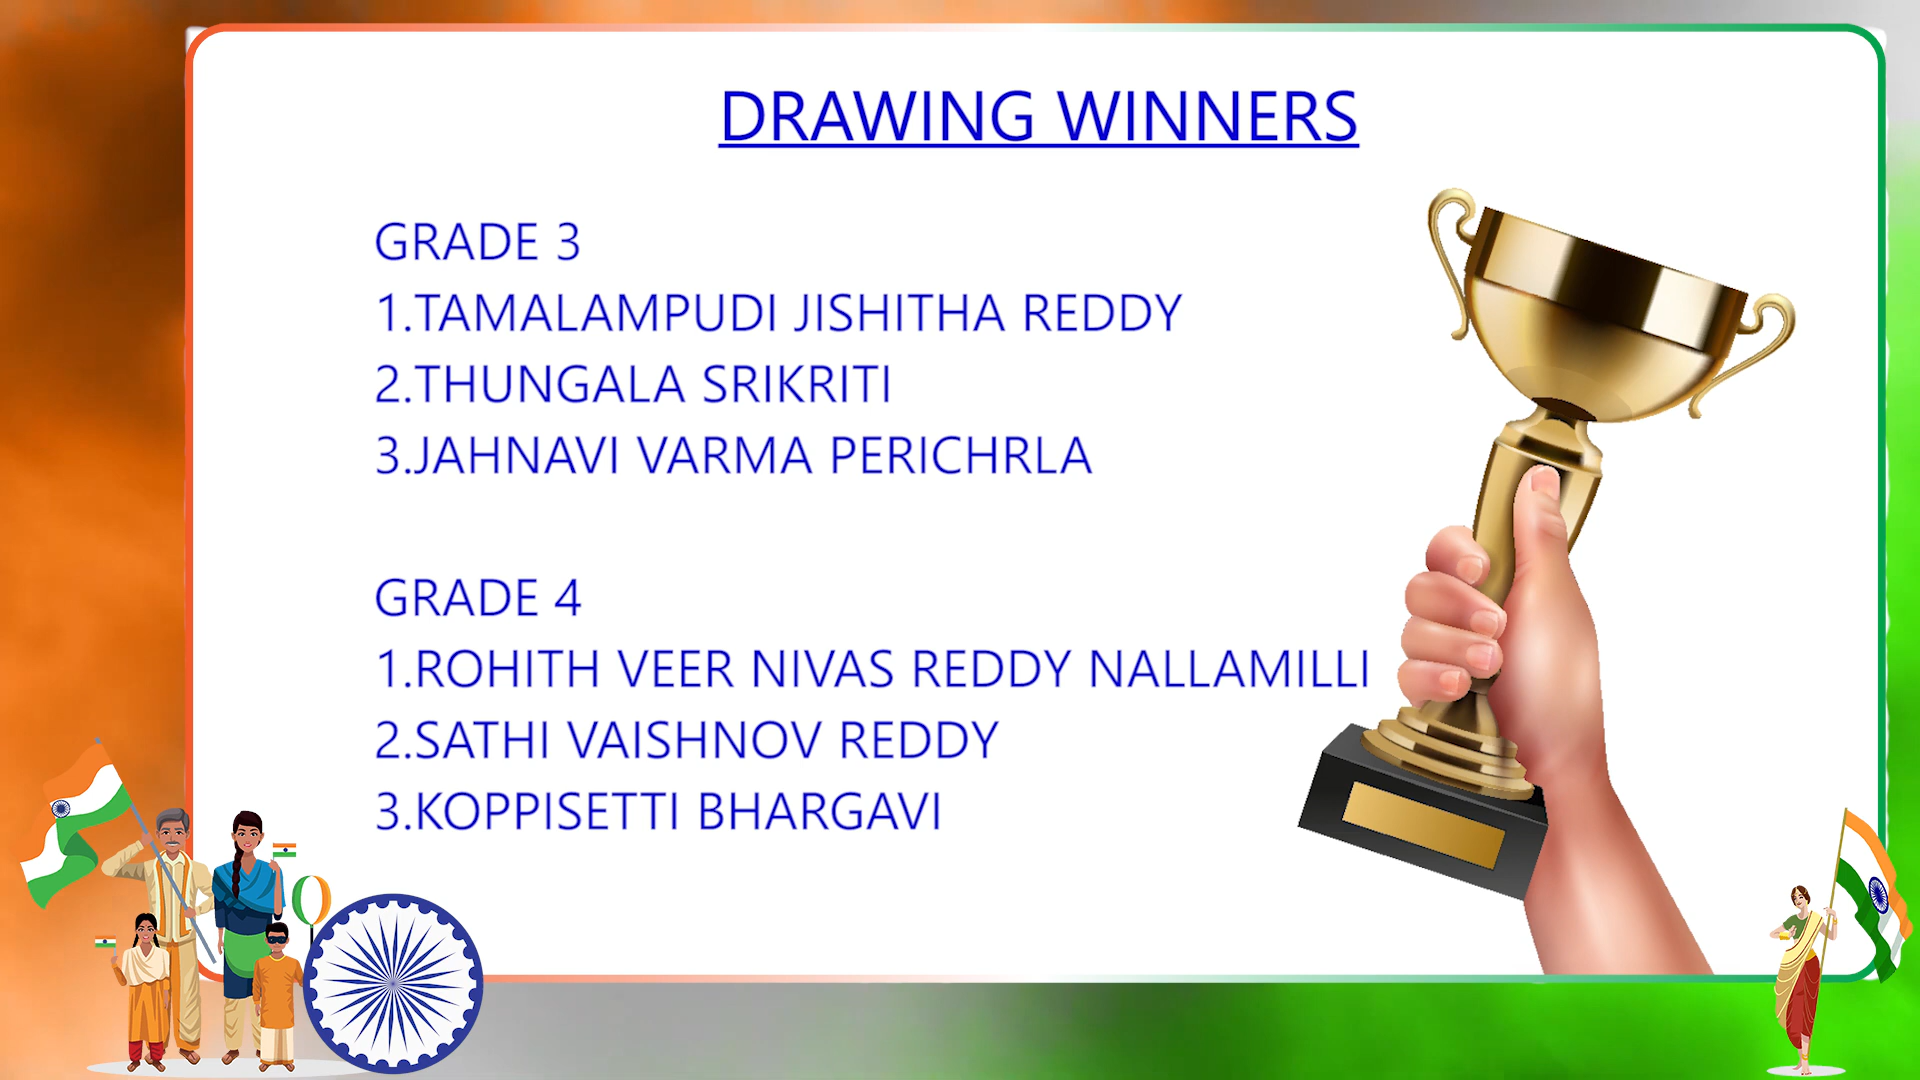 DRAWING WINNERS
GRADE 3
1.TAMALAMPUDI JISHITHA REDDY
2.THUNGALA SRIKRITI
3.JAHNAVI VARMA PERICHRLA
GRADE 4
1.ROHITH VEER NIVAS REDDY NALLAMILLI
2.SATHI VAISHNOV REDDY
3.KOPPISETTI BHARGAVI